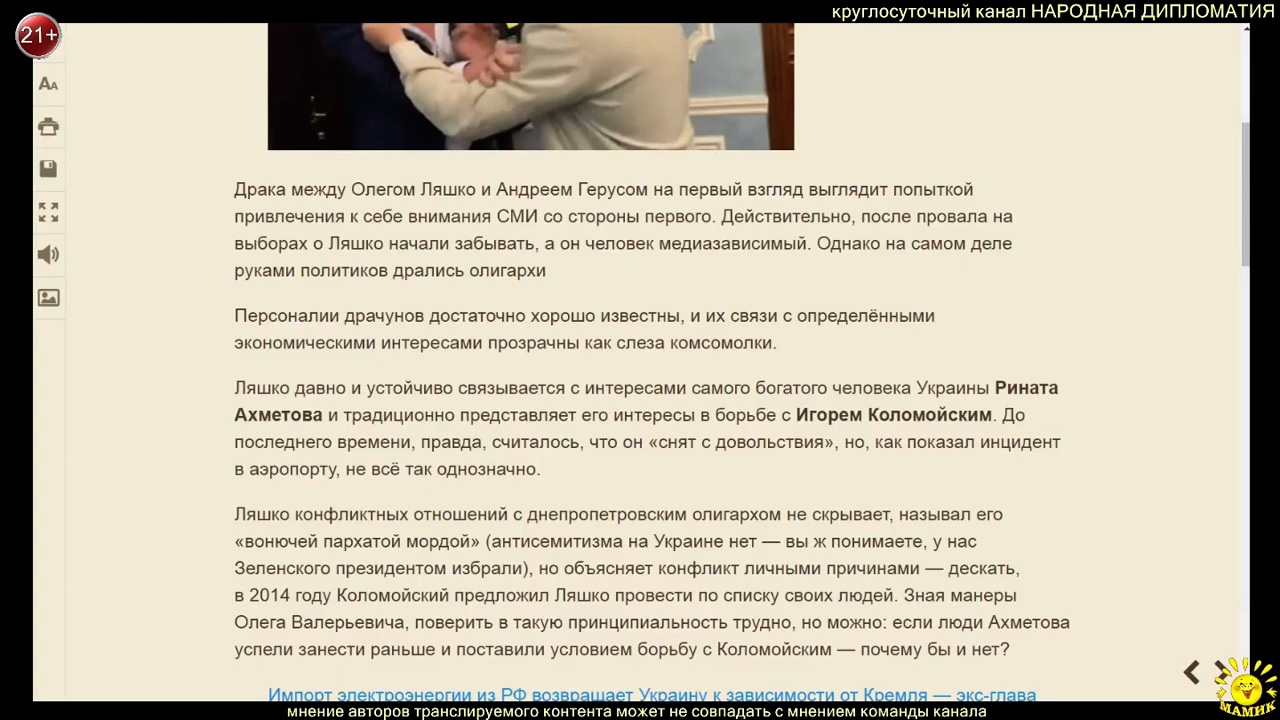 круглосуточный канал НАРОДНАЯ ДИПЛОМАТИЯ
21+
AA
Драка между Олегом Ляшко и Андреем Герусом на первый взгляд выглядит попыткой
привлечения к себе внимания СМИ со стороны первого. Действительно, после провала на
выборах о Ляшко начали забывать, а он человек медиазависимый. Однако на самом деле
руками политиков дрались олигархи
Персоналии драчунов достаточно хорошо известны, и их связи с определёнными
экономическими интересами прозрачны как слеза комсомолки.
Ляшко давно и устойчиво связывается с интересами самого богатого человека Украины Рината
Ахметова и традиционно представляет его интересы в борьбе с Игорем Коломойским. До
последнего времени, правда, считалось, что он «снят с довольствия», но, как показал инцидент
в аэропорту, не всё так однозначно.
Ляшко конфликтных отношений с днепропетровским олигархом не скрывает, называл его
«вонючей пархатой мордой» (антисемитизма на Украине нет — вы ж понимаете, у нас
Зеленского президентом избрали), но объясняет конфликт личными причинами — дескать,
в 2014 году Коломойский предложил Ляшко провести по списку своих людей. Зная манеры
Олега Валерьевича, поверить в такую принципиальность трудно, но можно: если люди Ахметова
успели занести раньше и поставили условием борьбу с Коломойским — почему бы и нет?
Импорт электроэнергии из РФ возвращает Украину к зависимости от Кремля — экс-глава
МАМИК
мнение авторов транслируемого контента может не совпадать с мнением команды канала